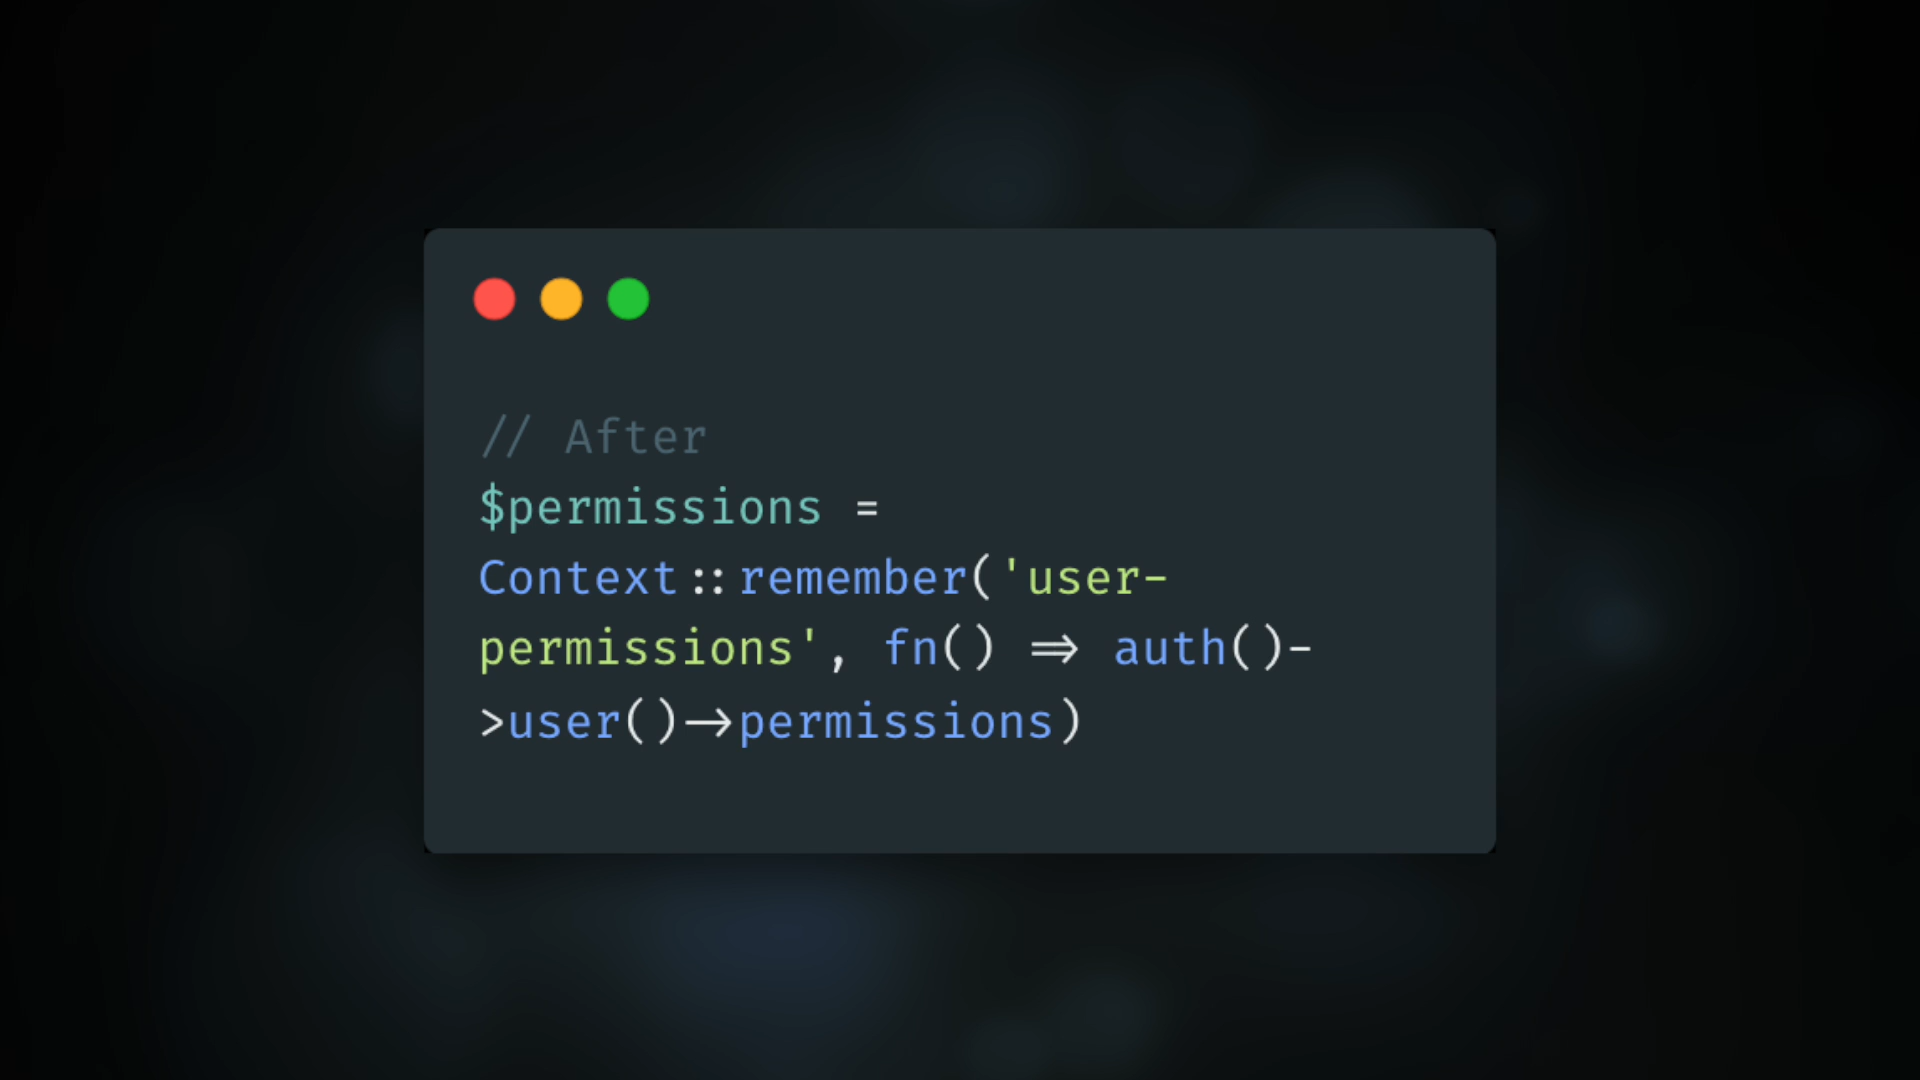 // After
$permissions =
Context::remember('user-
permissions', fn() => auth()-
>user()->permissions)